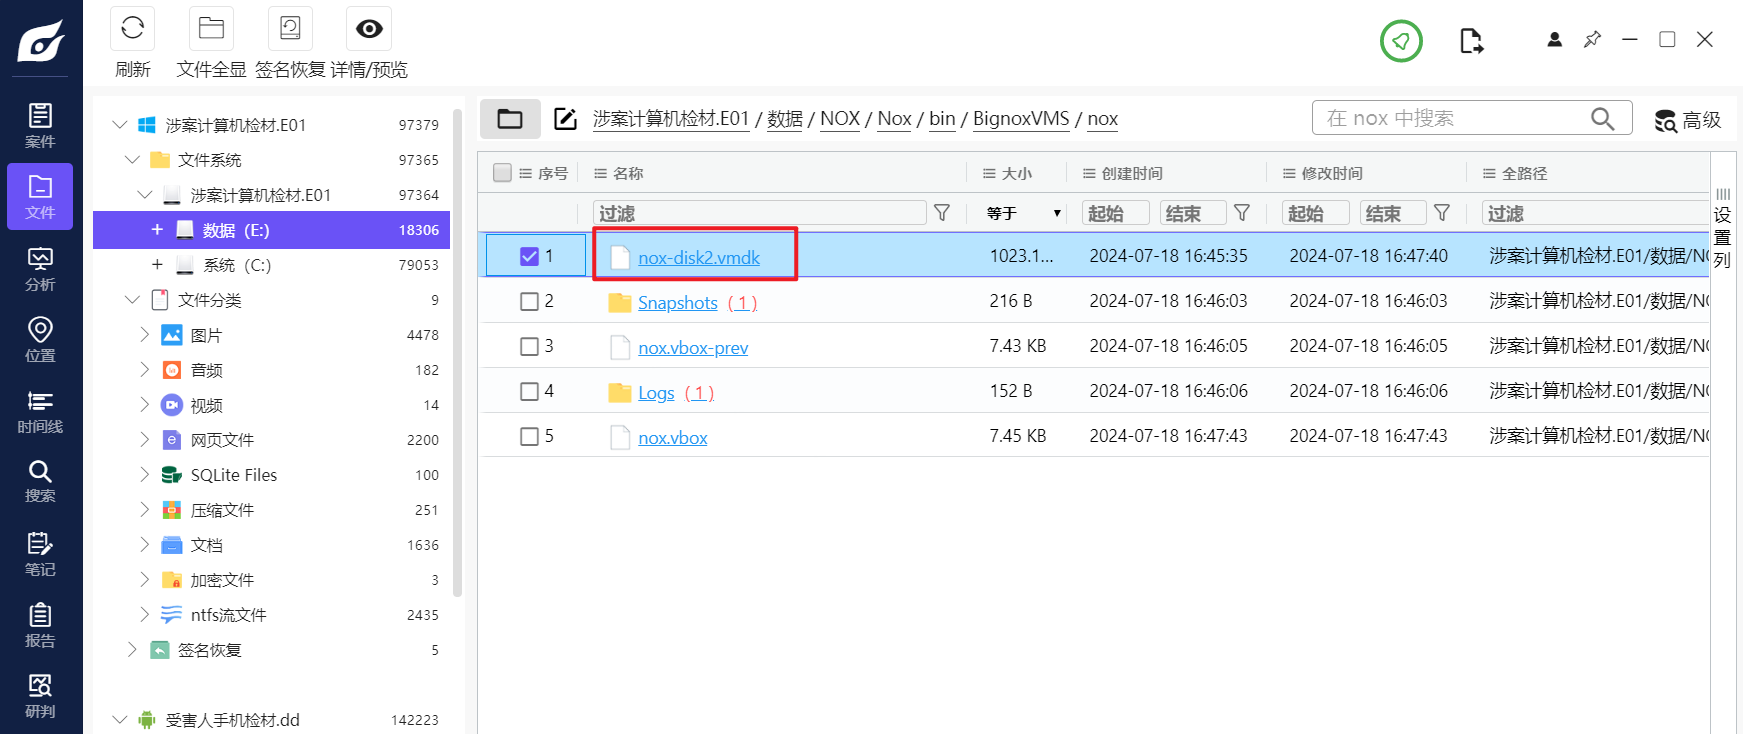 刷新
文件全显
签名恢复
详情/预览
案件
文件
分析
位置
时间线
搜索
笔记
报告
研判
涉案计算机检材.E01 97379
文件系统 97365
涉案计算机检材.E01 97364
数据 (E:) 18306
系统 (C:) 79053
文件分类 9
图片 4478
音频 182
视频 14
网页文件 2200
SQLite Files 100
压缩文件 251
文档 1636
加密文件 3
ntfs流文件 2435
签名恢复 5
受害人手机检材.dd 142223
涉案计算机检材.E01 / 数据 / NOX / Nox / bin / BignoxVMS / nox
在 nox 中搜索
高级
序号 名称 大小 创建时间 修改时间 全路径
过滤 等于 起始 结束 起始 结束 过滤
1 nox-disk2.vmdk 1023.1... 2024-07-18 16:45:35 2024-07-18 16:47:40 涉案计算机检材.E01/数据/NO
2 Snapshots ( 1 ) 216 B 2024-07-18 16:46:03 2024-07-18 16:46:03 涉案计算机检材.E01/数据/NO
3 nox.vbox-prev 7.43 KB 2024-07-18 16:46:05 2024-07-18 16:46:05 涉案计算机检材.E01/数据/NO
4 Logs ( 1 ) 152 B 2024-07-18 16:46:06 2024-07-18 16:46:06 涉案计算机检材.E01/数据/NO
5 nox.vbox 7.45 KB 2024-07-18 16:47:43 2024-07-18 16:47:43 涉案计算机检材.E01/数据/NO
设置列